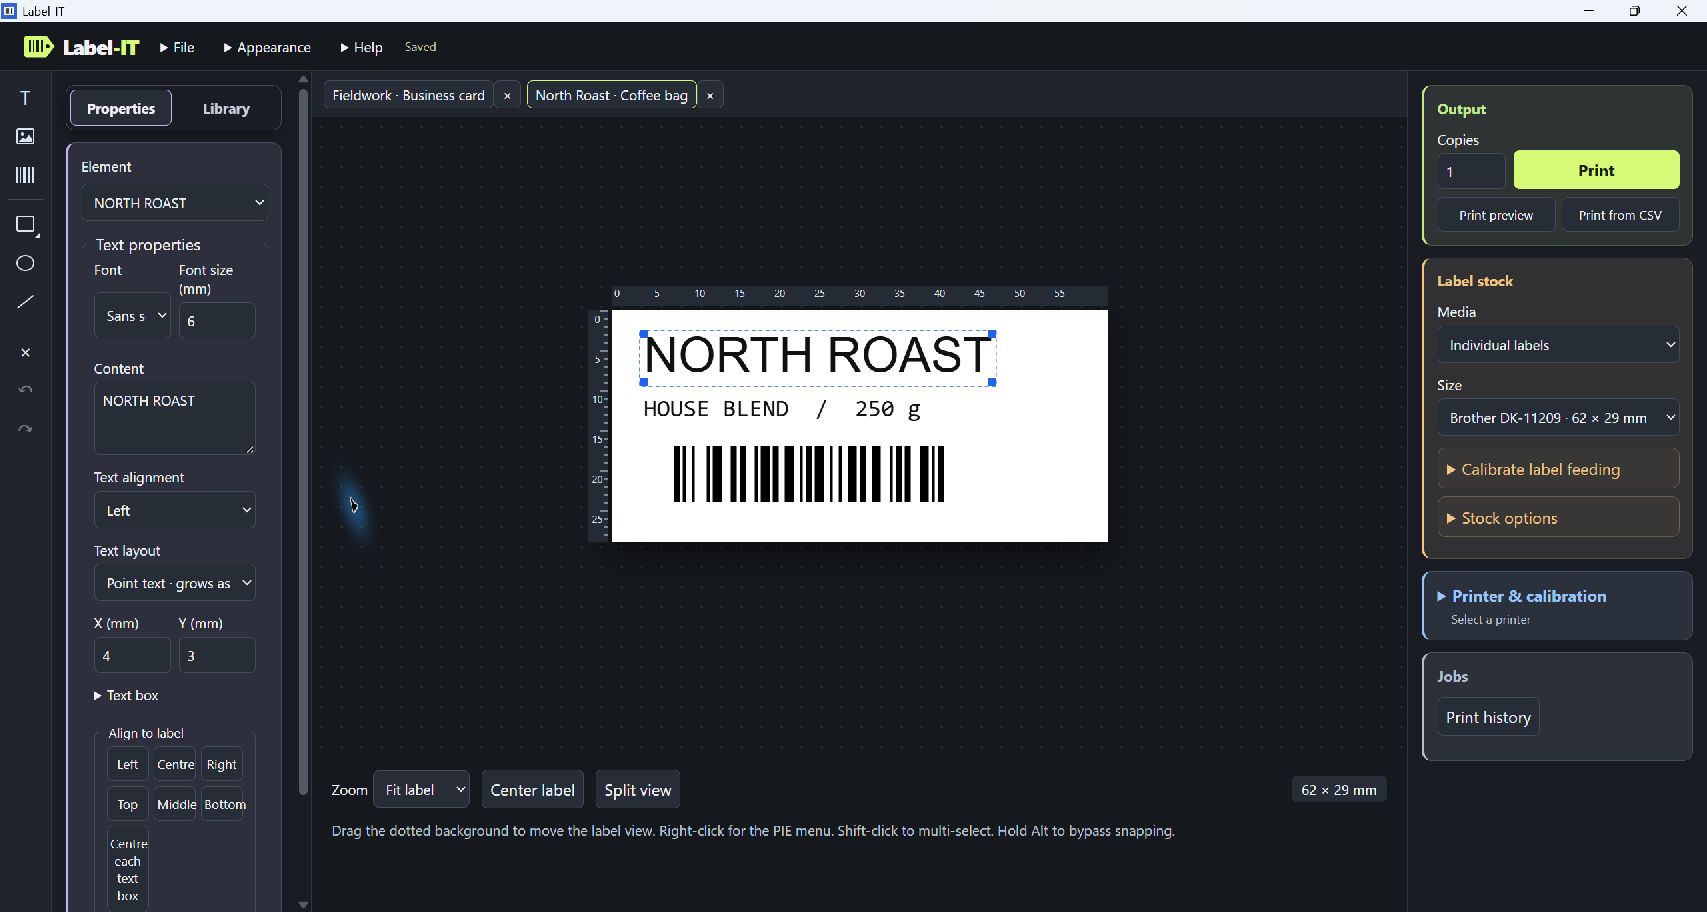 Label IT
Label-IT
File
Appearance
Help
Saved
T
Properties
Library
Element
NORTH ROAST
Text properties
Font
Font size
(mm)
Sans s
6
Content
NORTH ROAST
Text alignment
Left
Text layout
Point text · grows as
X (mm)
Y (mm)
4
3
Text box
Align to label
Left
Centre
Right
Top
Middle
Bottom
Centre
each
text
box
Fieldwork · Business card ×
North Roast · Coffee bag ×
0 5 10 15 20 25 30 35 40 45 50 55
0
5
10
15
20
25
NORTH ROAST
HOUSE BLEND / 250 g
Zoom
Fit label
Center label
Split view
62 × 29 mm
Drag the dotted background to move the label view. Right-click for the PIE menu. Shift-click to multi-select. Hold Alt to bypass snapping.
Output
Copies
1
Print
Print preview
Print from CSV
Label stock
Media
Individual labels
Size
Brother DK-11209 · 62 × 29 mm
Calibrate label feeding
Stock options
Printer & calibration
Select a printer
Jobs
Print history